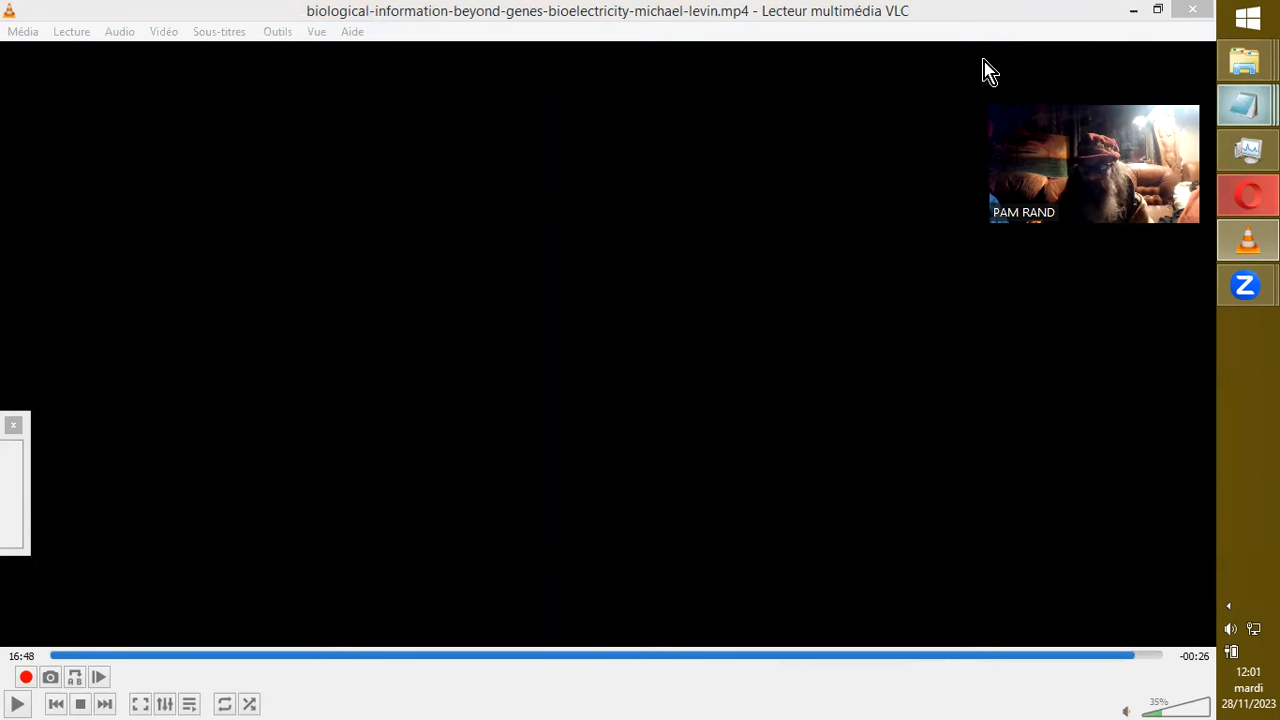 biological-information-beyond-genes-bioelectricity-michael-levin.mp4 - Lecteur multimédia VLC
Média Lecture Audio Vidéo Sous-titres Outils Vue Aide
PAM RAND
16:48
-00:26
A B
35%
Z
12:01
mardi
28/11/2023